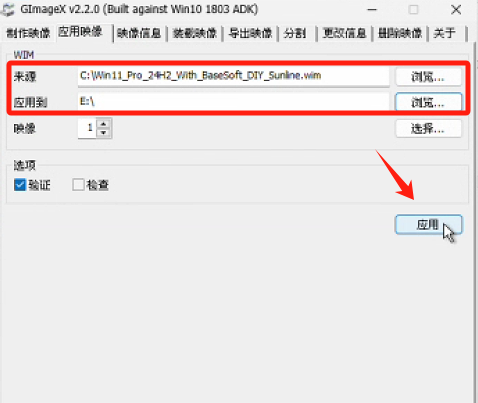 GImageX v2.2.0 (Built against Win10 1803 ADK)
制作映像 应用映像 映像信息 装载映像 导出映像 分割 更改信息 删除映像 关于
WIM
来源 C:\Win11_Pro_24H2_With_BaseSoft_DIY_Sunline.wim 浏览...
应用到 E:\ 浏览...
映像 1 选择...
选项
验证 检查
应用